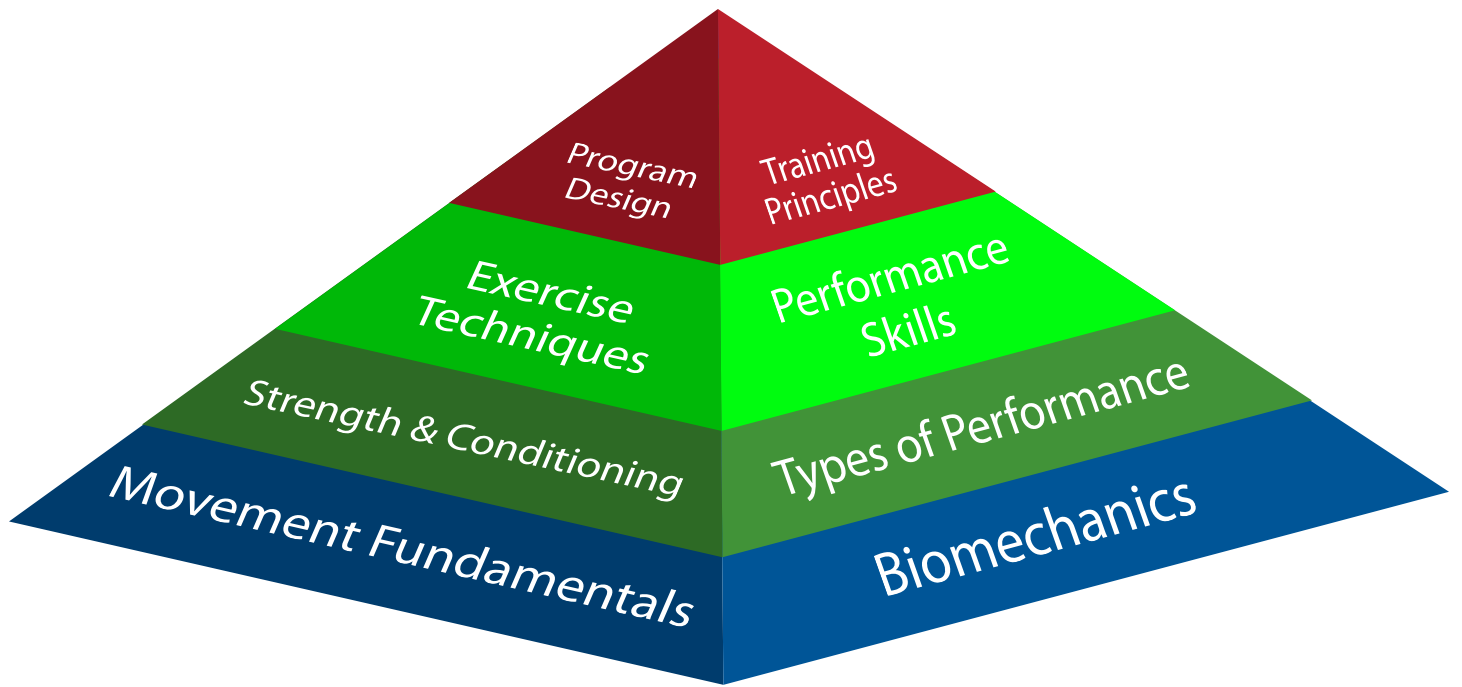 Program
Design
Training
Principles
Exercise
Techniques
Performance
Skills
Strength & Conditioning
Types of Performance
Movement Fundamentals
Biomechanics